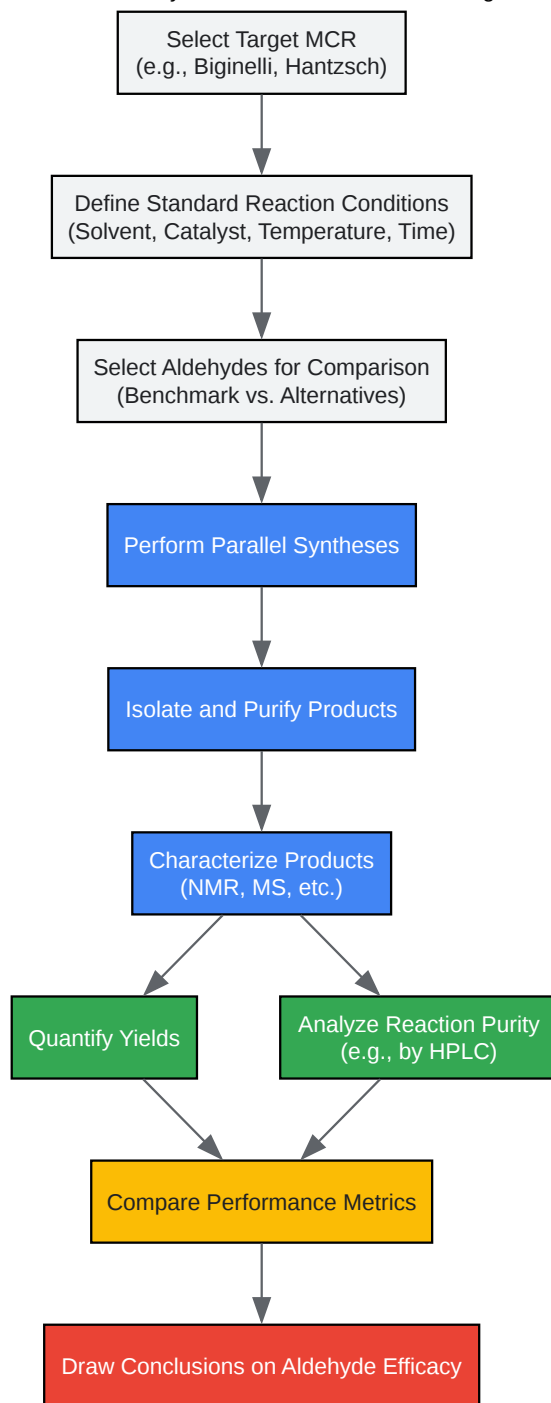 Select Target MCR
(e.g., Biginelli, Hantzsch)
Define Standard Reaction Conditions
(Solvent, Catalyst, Temperature, Time)
Select Aldehydes for Comparison
(Benchmark vs. Alternatives)
Perform Parallel Syntheses
Isolate and Purify Products
Characterize Products
(NMR, MS, etc.)
Quantify Yields
Analyze Reaction Purity
(e.g., by HPLC)
Compare Performance Metrics
Draw Conclusions on Aldehyde Efficacy